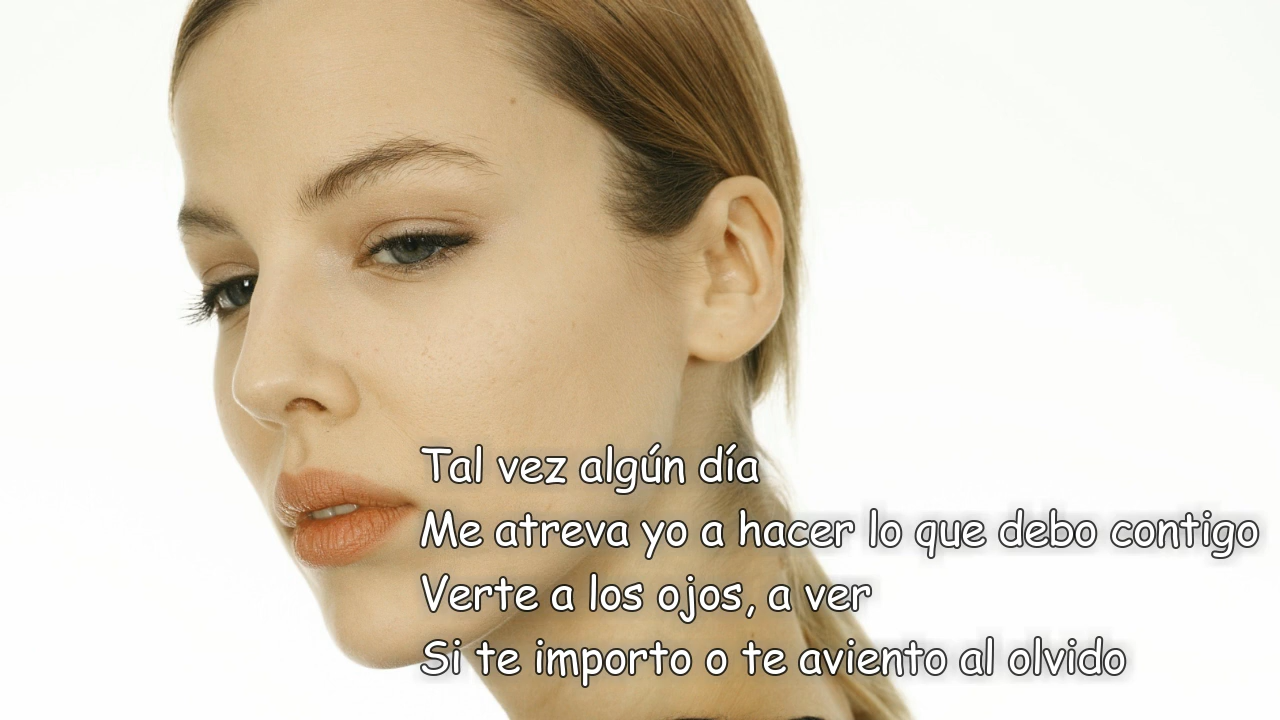 Tal vez algún día
Me atreva yo a hacer lo que debo contigo
Verte a los ojos, a ver
Si te importo o te aviento al olvido